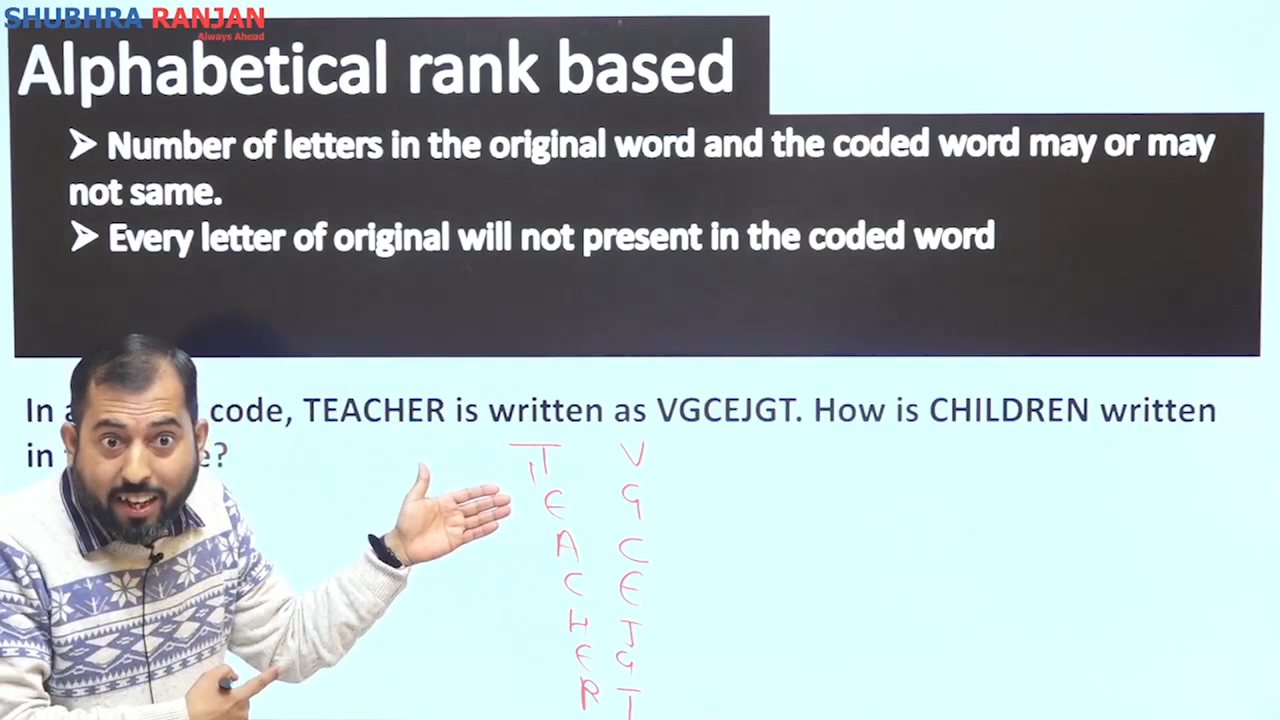 SHUBHRA RANJAN
Always Ahead
Alphabetical rank based
➤ Number of letters in the original word and the coded word may or may
not same.
➤ Every letter of original will not present in the coded word
In a code, TEACHER is written as VGCEJGT. How is CHILDREN written
in e?
T V
E G
A C
C E
H J
E G
R T